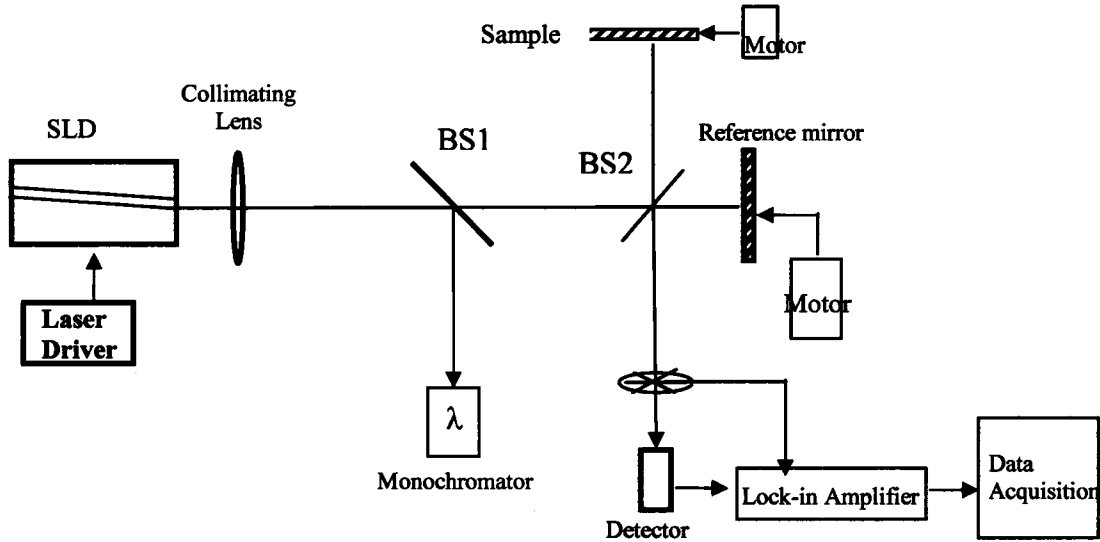 Sample
Motor
Collimating
Lens
SLD
BS1
BS2
Reference mirror
Laser
Driver
Motor
λ
Monochromator
Detector
Lock-in Amplifier
Data
Acquisition